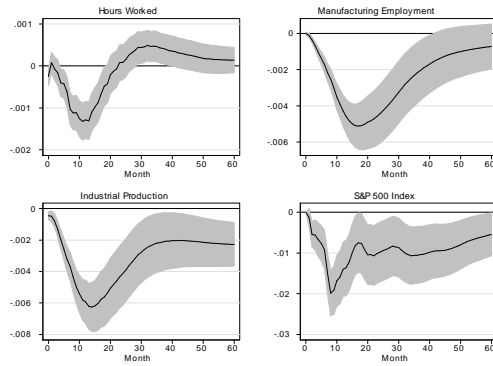 Hours Worked
.001
0
-.001
-.002
0 10 20 30 40 50 60
Month
Manufacturing Employment
0
-.002
-.004
-.006
0 10 20 30 40 50 60
Month
Industrial Production
0
-.002
-.004
-.006
-.008
0 10 20 30 40 50 60
Month
S&P 500 Index
0
-.01
-.02
-.03
0 10 20 30 40 50 60
Month